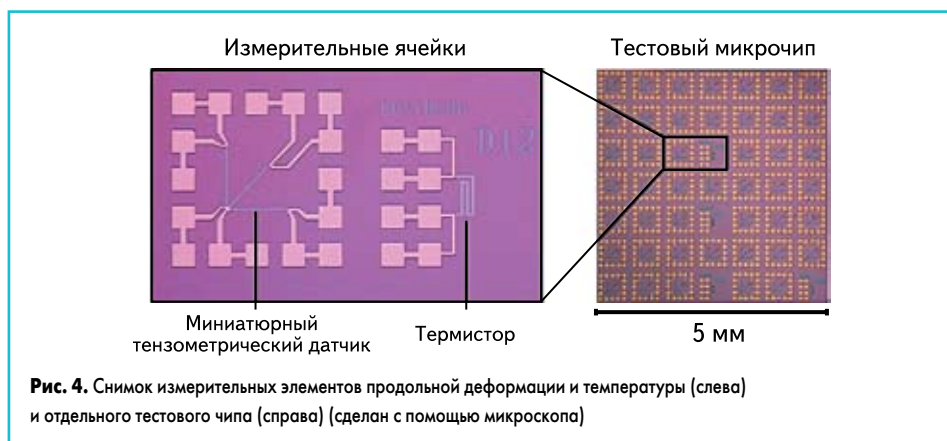 Измерительные ячейки
Тестовый микрочип
D12
Миниатюрный
тензометрический датчик
Термистор
5 мм
Рис. 4. Снимок измерительных элементов продольной деформации и температуры (слева)
и отдельного тестового чипа (справа) (сделан с помощью микроскопа)